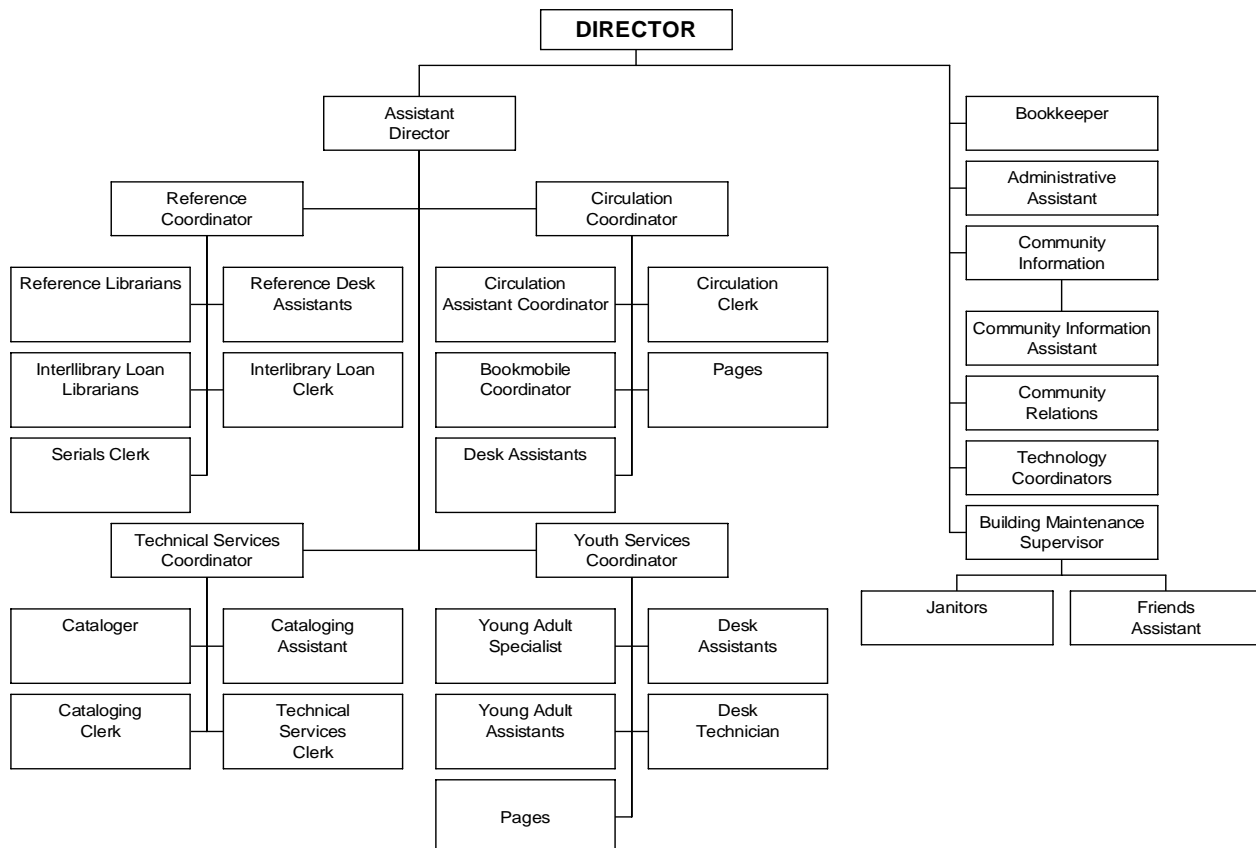 DIRECTOR
Assistant
Director
Bookkeeper
Administrative
Assistant
Community
Information
Community Information
Assistant
Community
Relations
Technology
Coordinators
Building Maintenance
Supervisor
Janitors
Friends
Assistant
Reference
Coordinator
Circulation
Coordinator
Reference Librarians
Reference Desk
Assistants
Interllibrary Loan
Librarians
Interlibrary Loan
Clerk
Serials Clerk
Circulation
Assistant Coordinator
Circulation
Clerk
Bookmobile
Coordinator
Pages
Desk Assistants
Technical Services
Coordinator
Youth Services
Coordinator
Cataloger
Cataloging
Assistant
Cataloging
Clerk
Technical
Services
Clerk
Young Adult
Specialist
Desk
Assistants
Young Adult
Assistants
Desk
Technician
Pages